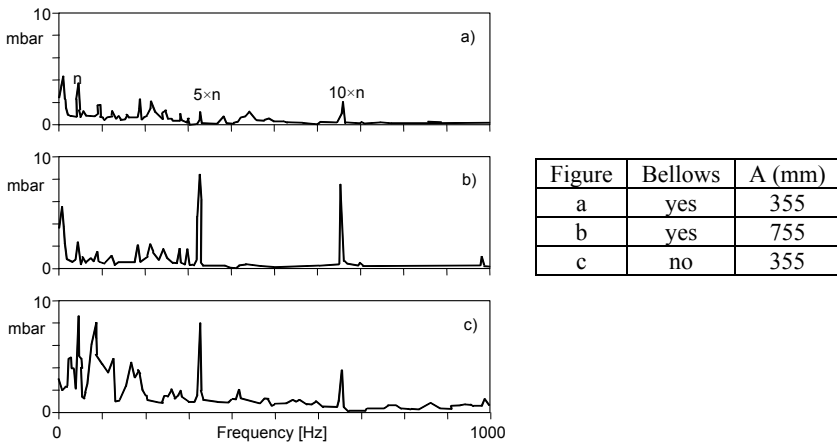 10
mbar
0
a)
n
5×n
10×n
10
mbar
0
b)
10
mbar
0
c)
0 Frequency [Hz] 1000
Figure Bellows A (mm)
a yes 355
b yes 755
c no 355